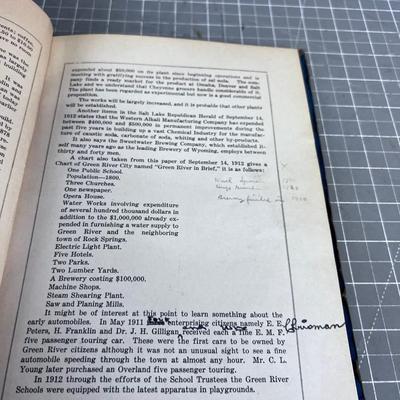 expended about $50,000 on the plant since beginning operations and is
meeting with gratifying success in the production of sal soda. The com-
pany finds a ready market for the product at Omaha, Denver and Salt
Lake and we understand that Cheyenne grocers handle considerable of it.
The plant has been regarded as experimental but now is a good commercial
proposition.
The works will be largely increased, and it is probable that other plants
will be established.
Another items in the Salt Lake Republican Herald of September 14,
1912 states that the Western Alkali Manufacturing Company has expended
between $400,000 and $500,000 in permanent improvements during the
past few years in building up a vast Chemical Industry for the manufac-
ture of caustic soda, carbonate of soda, whiting and other by-products.
It also says the Sweetwater Brewing Company, which established it-
self many years ago as the leading Brewery of Wyoming, employs between
thirty and forty men.
A chart also taken from this paper of September 14, 1912 gives a
Chart of Green River City named "Green River in Brief," it is as follows:
One Public School.
Population—1800.
Three Churches.
One newspaper.
Opera House.
Water Works involving expenditure
of several hundred thousand dollars in
addition to the $1,000,000 already ex-
pended in furnishing a water supply to
Green River and the neighboring
town of Rock Springs.
Electric Light Plant.
Five Hotels.
Two Parks.
Two Lumber Yards.
A Brewery costing $100,000.
Machine Shops.
Steam Shearing Plant.
Saw and Planing Mills.
It might be of interest at this point to learn something about the
early automobiles. In May 1911 enterprising citizens namely E. E.
Peters, H. Franklin and Dr. J. H. Gilligan and received each a fine E. M. F.
five passenger touring car. These were the first cars to be owned by
Green River citizens although it was not an unusual sight to see a fine
automobile speeding through the town at almost any hour. Mr. C. L.
Young later purchased an Overland five passenger touring.
In 1912 through the efforts of the School Trustees the Green River
Schools were equipped with the latest apparatus in playgrounds.